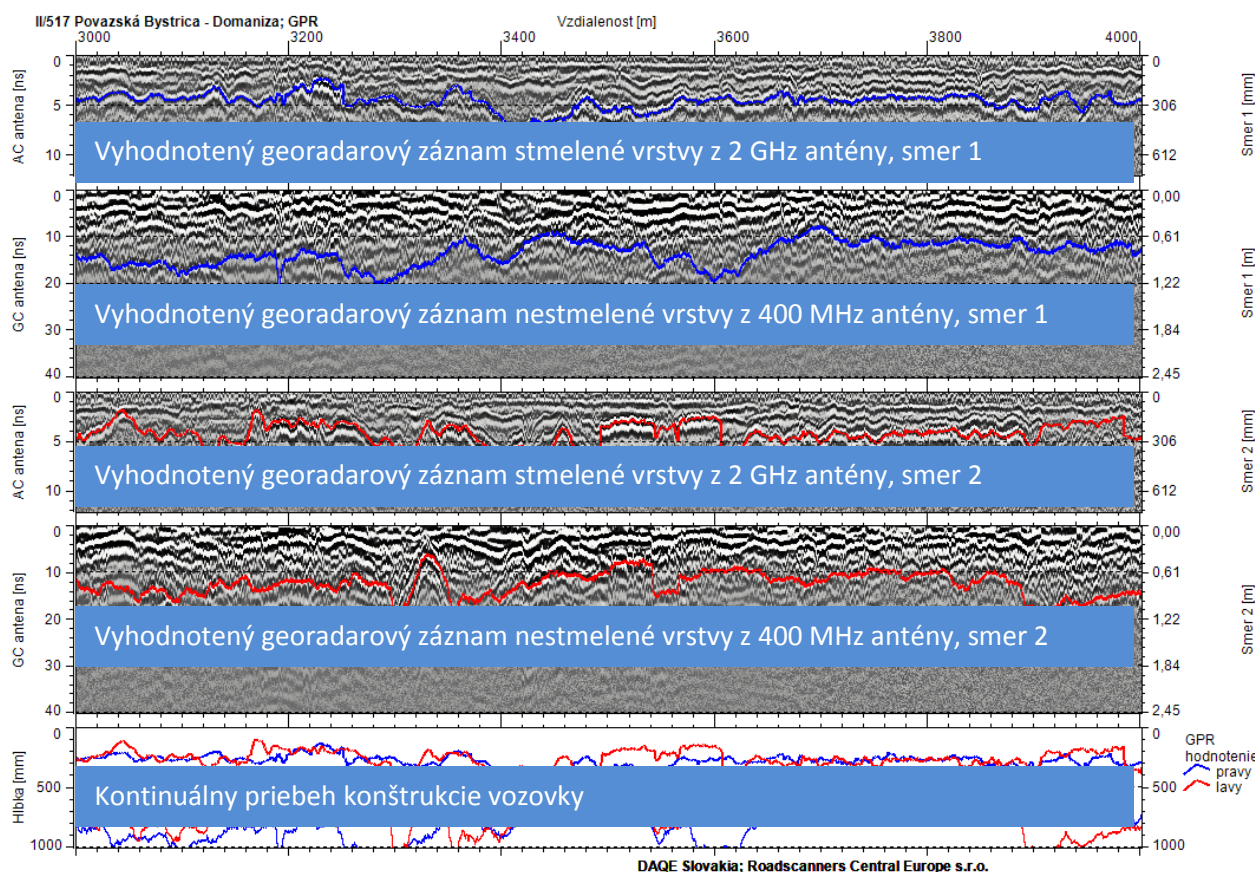 II/517 Povazská Bystrica - Domaniza; GPR
Vzdialenost [m]
3000 3200 3400 3600 3800 4000
AC antena [ns]
0
5
10
0
306
612
Smer 1 [mm]
Vyhodnotený georadarový záznam stmelené vrstvy z 2 GHz antény, smer 1
GC antena [ns]
0
10
20
30
40
0,00
0,61
1,22
1,84
2,45
Smer 1 [m]
Vyhodnotený georadarový záznam nestmelené vrstvy z 400 MHz antény, smer 1
AC antena [ns]
0
5
10
0
306
612
Smer 2 [mm]
Vyhodnotený georadarový záznam stmelené vrstvy z 2 GHz antény, smer 2
GC antena [ns]
0
10
20
30
40
0,00
0,61
1,22
1,84
2,45
Smer 2 [m]
Vyhodnotený georadarový záznam nestmelené vrstvy z 400 MHz antény, smer 2
Hlbka [mm]
0
500
1000
0
500
1000
Kontinuálny priebeh konštrukcie vozovky
GPR
hodnotenie
pravy
lavy
DAQE Slovakia; Roadscanners Central Europe s.r.o.